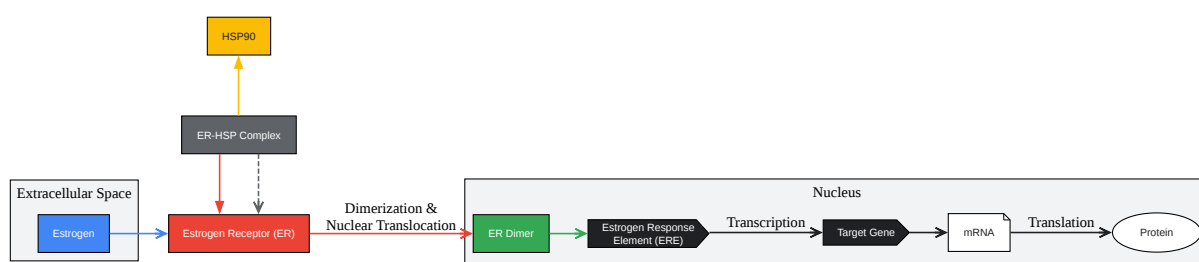 HSP90
ER-HSP Complex
Extracellular Space
Estrogen
Estrogen Receptor (ER)
Dimerization &
Nuclear Translocation
Nucleus
ER Dimer
Estrogen Response
Element (ERE)
Transcription
Target Gene
mRNA
Translation
Protein